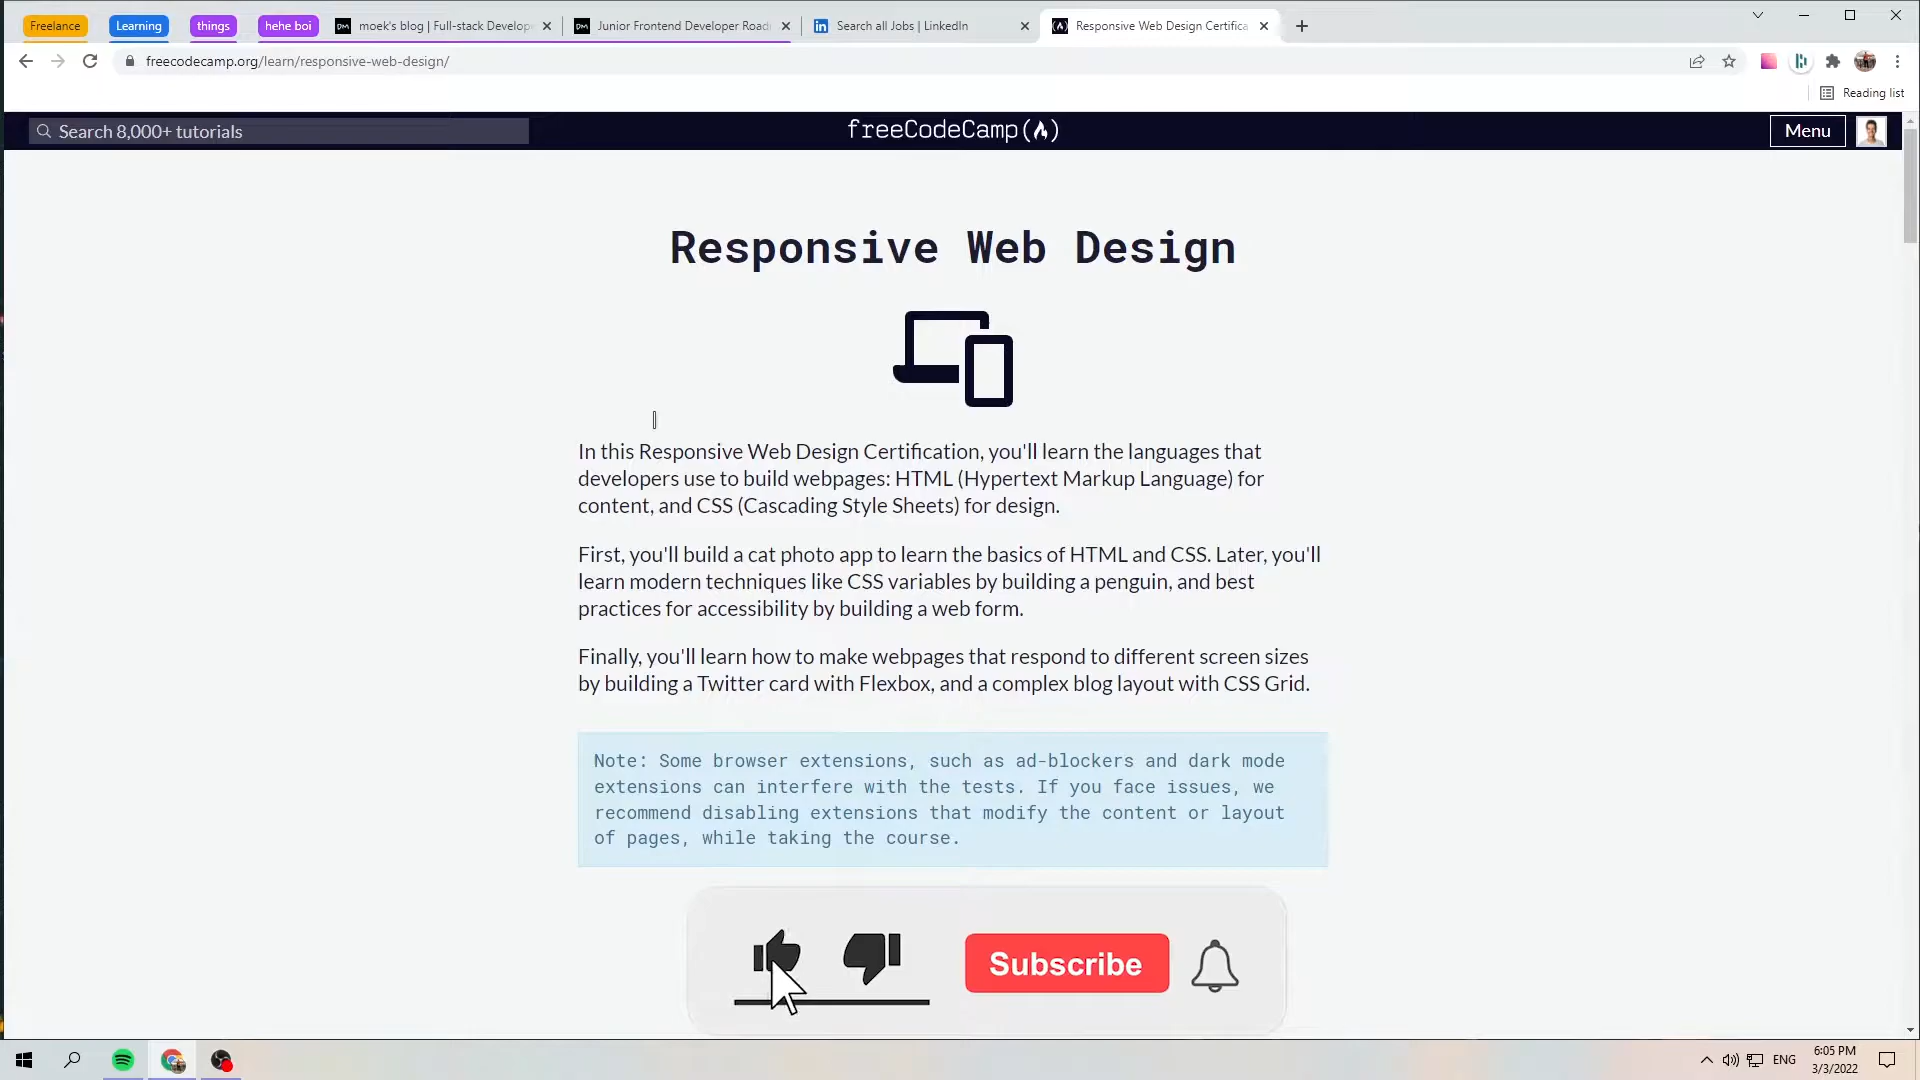 Freelance
Learning
things
hehe boi
moek's blog | Full-stack Develop
Junior Frontend Developer Road
Search all Jobs | LinkedIn
Responsive Web Design Certifica
freecodecamp.org/learn/responsive-web-design/
Reading list
Search 8,000+ tutorials
freeCodeCamp
Menu
Responsive Web Design
In this Responsive Web Design Certification, you'll learn the languages that
developers use to build webpages: HTML (Hypertext Markup Language) for
content, and CSS (Cascading Style Sheets) for design.
First, you'll build a cat photo app to learn the basics of HTML and CSS. Later, you'll
learn modern techniques like CSS variables by building a penguin, and best
practices for accessibility by building a web form.
Finally, you'll learn how to make webpages that respond to different screen sizes
by building a Twitter card with Flexbox, and a complex blog layout with CSS Grid.
Note: Some browser extensions, such as ad-blockers and dark mode
extensions can interfere with the tests. If you face issues, we
recommend disabling extensions that modify the content or layout
of pages, while taking the course.
Subscribe
ENG
6:05 PM
3/3/2022